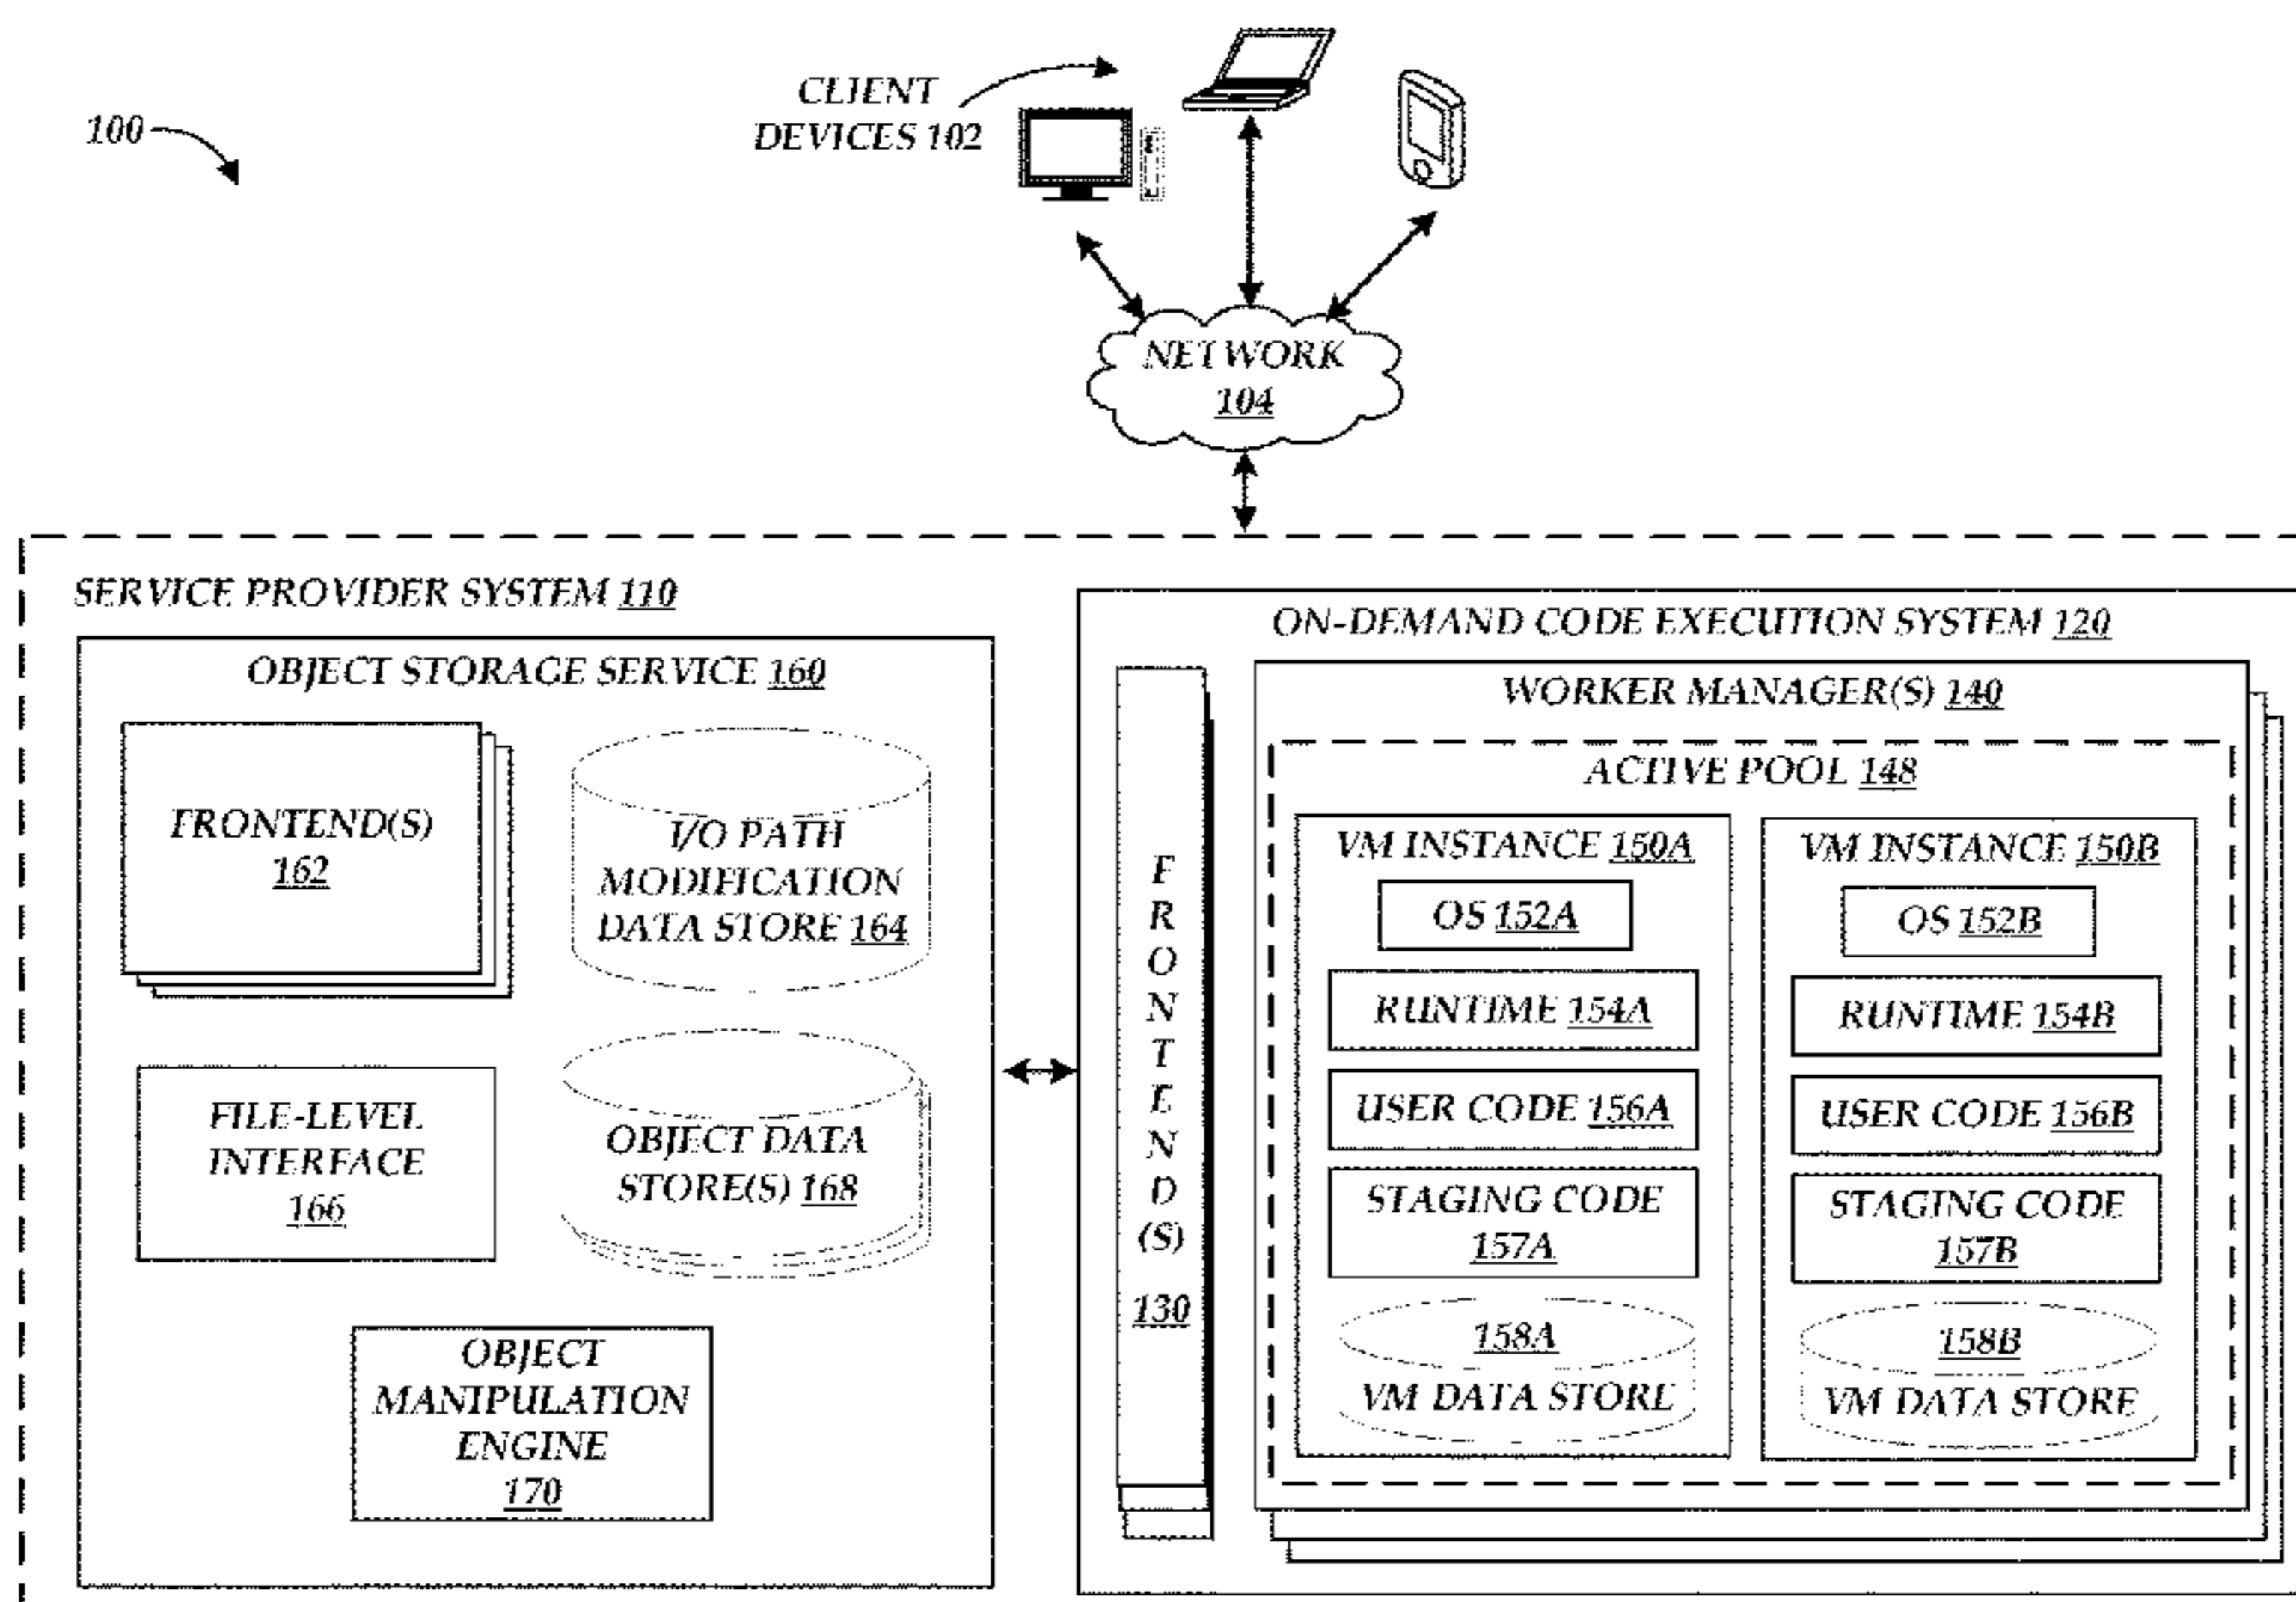 100
CLIENT
DEVICES 102
NETWORK
104
SERVICE PROVIDER SYSTEM 110
OBJECT STORAGE SERVICE 160
FRONTEND(S)
162
I/O PATH
MODIFICATION
DATA STORE 164
FILE-LEVEL
INTERFACE
166
OBJECT DATA
STORE(S) 168
OBJECT
MANIPULATION
ENGINE
170
ON-DEMAND CODE EXECUTION SYSTEM 120
F
R
O
N
T
E
N
D
(S)
130
WORKER MANAGER(S) 140
ACTIVE POOL 148
VM INSTANCE 150A
OS 152A
RUNTIME 154A
USER CODE 156A
STAGING CODE
157A
158A
VM DATA STORE
VM INSTANCE 150B
OS 152B
RUNTIME 154B
USER CODE 156B
STAGING CODE
157B
158B
VM DATA STORE